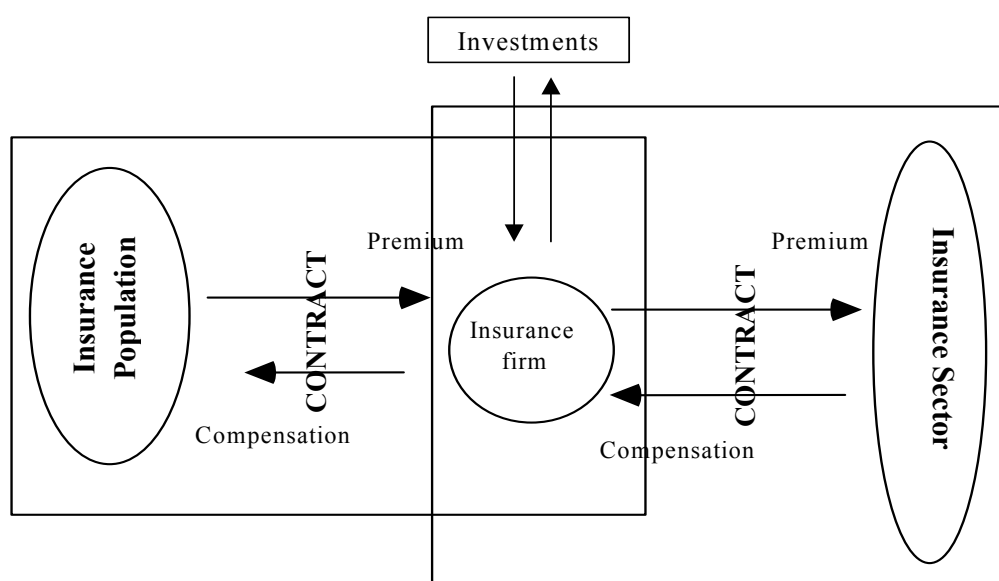 Investments
Insurance
Population
Premium
CONTRACT
Compensation
Insurance
firm
Premium
CONTRACT
Compensation
Insurance Sector